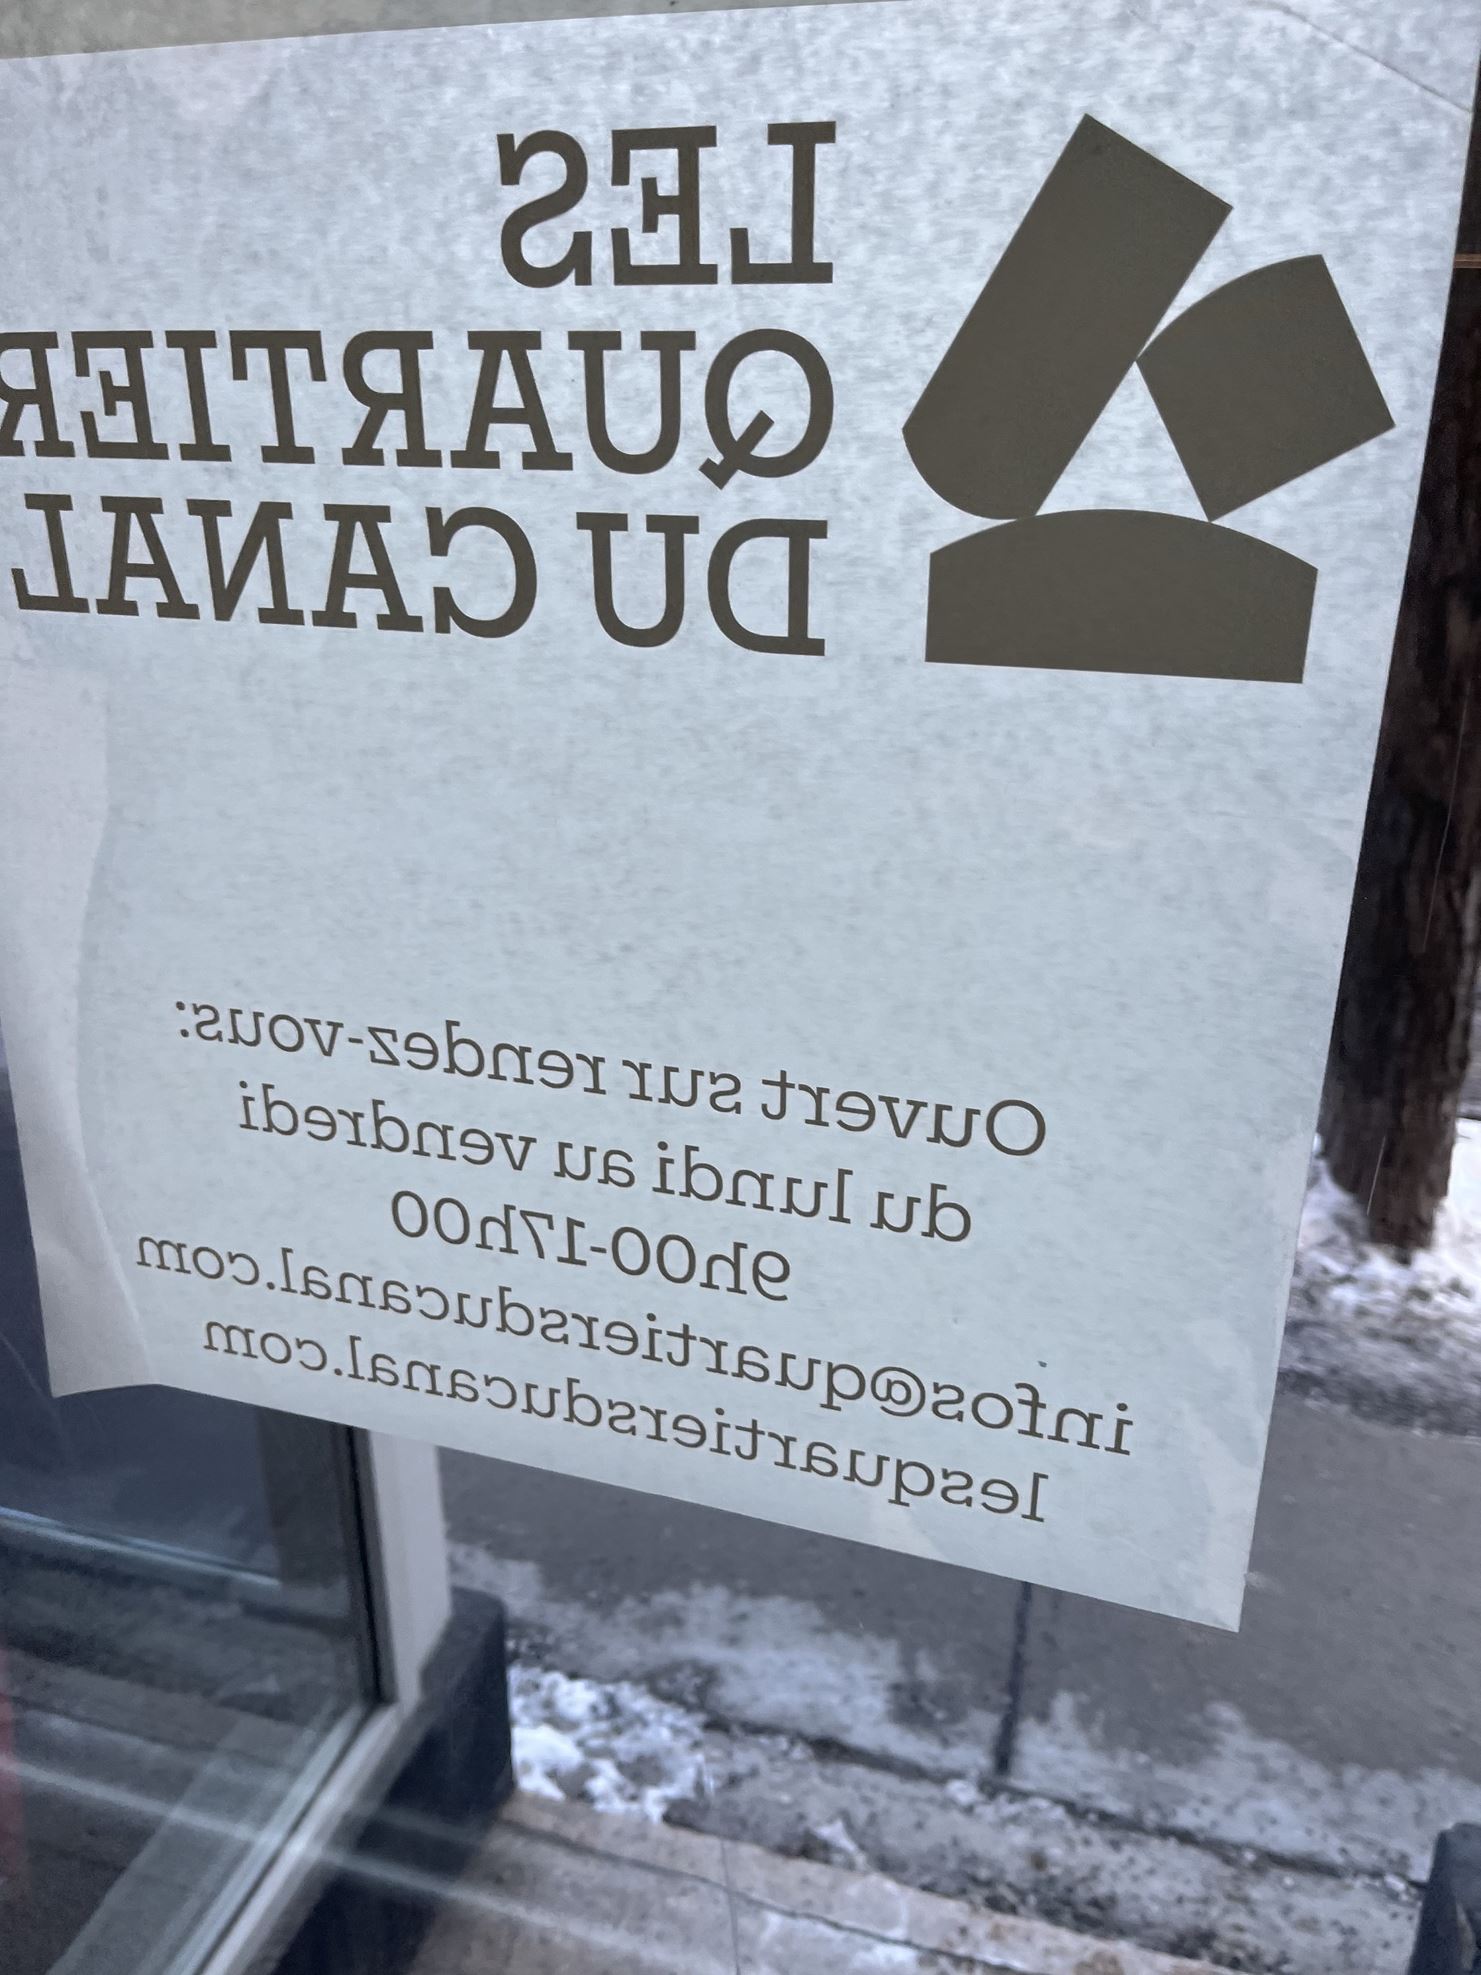 LES
QUARTIER
DU CANAL
Ouvert sur rendez-vous:
du lundi au vendredi
9h00-17h00
infos@quartiersducanal.com
lesquartiersducanal.com